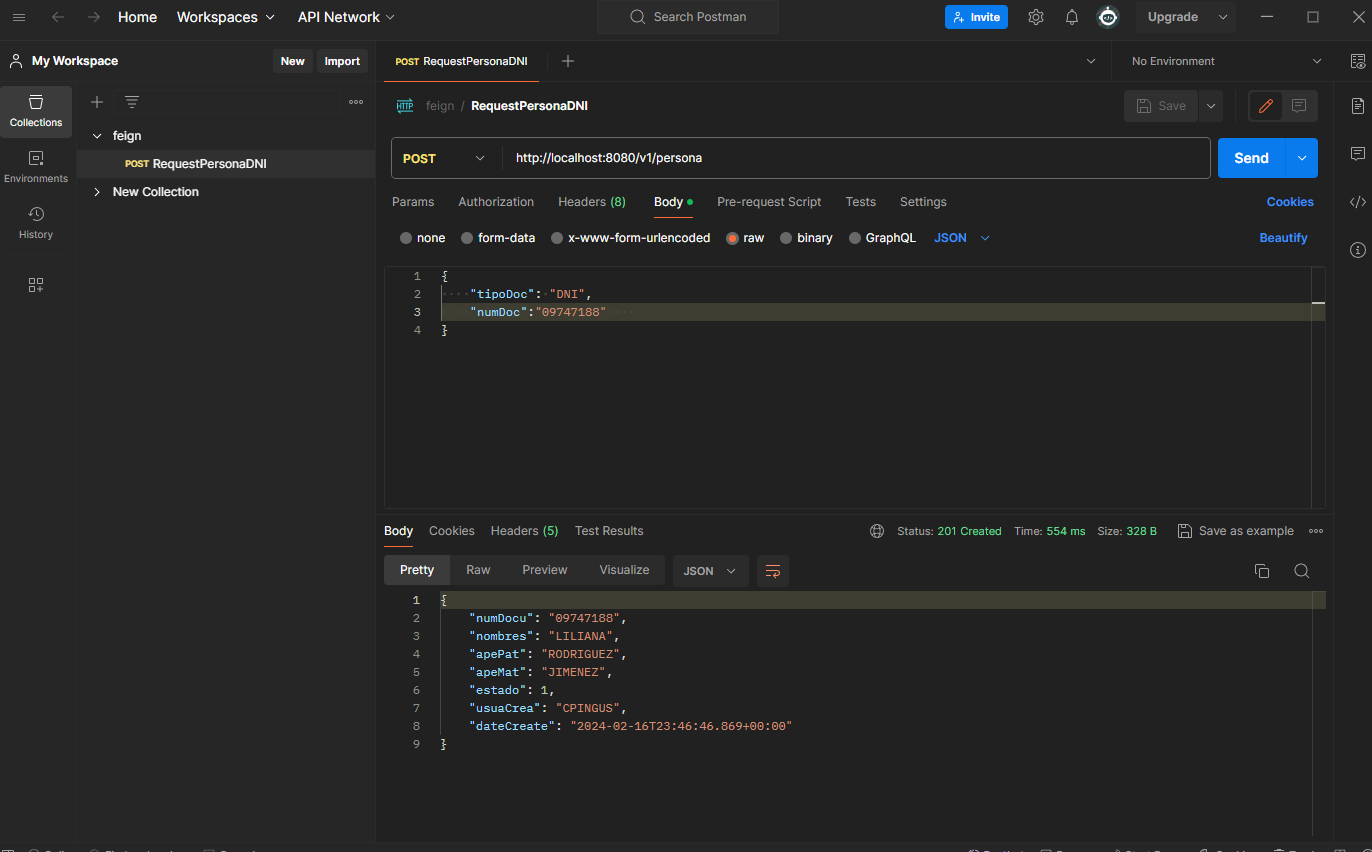 Home Workspaces API Network Search Postman Invite Upgrade
My Workspace New Import POST RequestPersonaDNI No Environment
Collections
Environments
History
feign
POST RequestPersonaDNI
New Collection
HTTP feign / RequestPersonaDNI Save
POST http://localhost:8080/v1/persona Send
Params Authorization Headers (8) Body Pre-request Script Tests Settings Cookies
none form-data x-www-form-urlencoded raw binary GraphQL JSON Beautify
1 {
2 "tipoDoc": "DNI",
3 "numDoc":"09747188"
4 }
Body Cookies Headers (5) Test Results Status: 201 Created Time: 554 ms Size: 328 B Save as example
Pretty Raw Preview Visualize JSON
1 {
2 "numDocu": "09747188",
3 "nombres": "LILIANA",
4 "apePat": "RODRIGUEZ",
5 "apeMat": "JIMENEZ",
6 "estado": 1,
7 "usuaCrea": "CPINGUS",
8 "dateCreate": "2024-02-16T23:46:46.869+00:00"
9 }